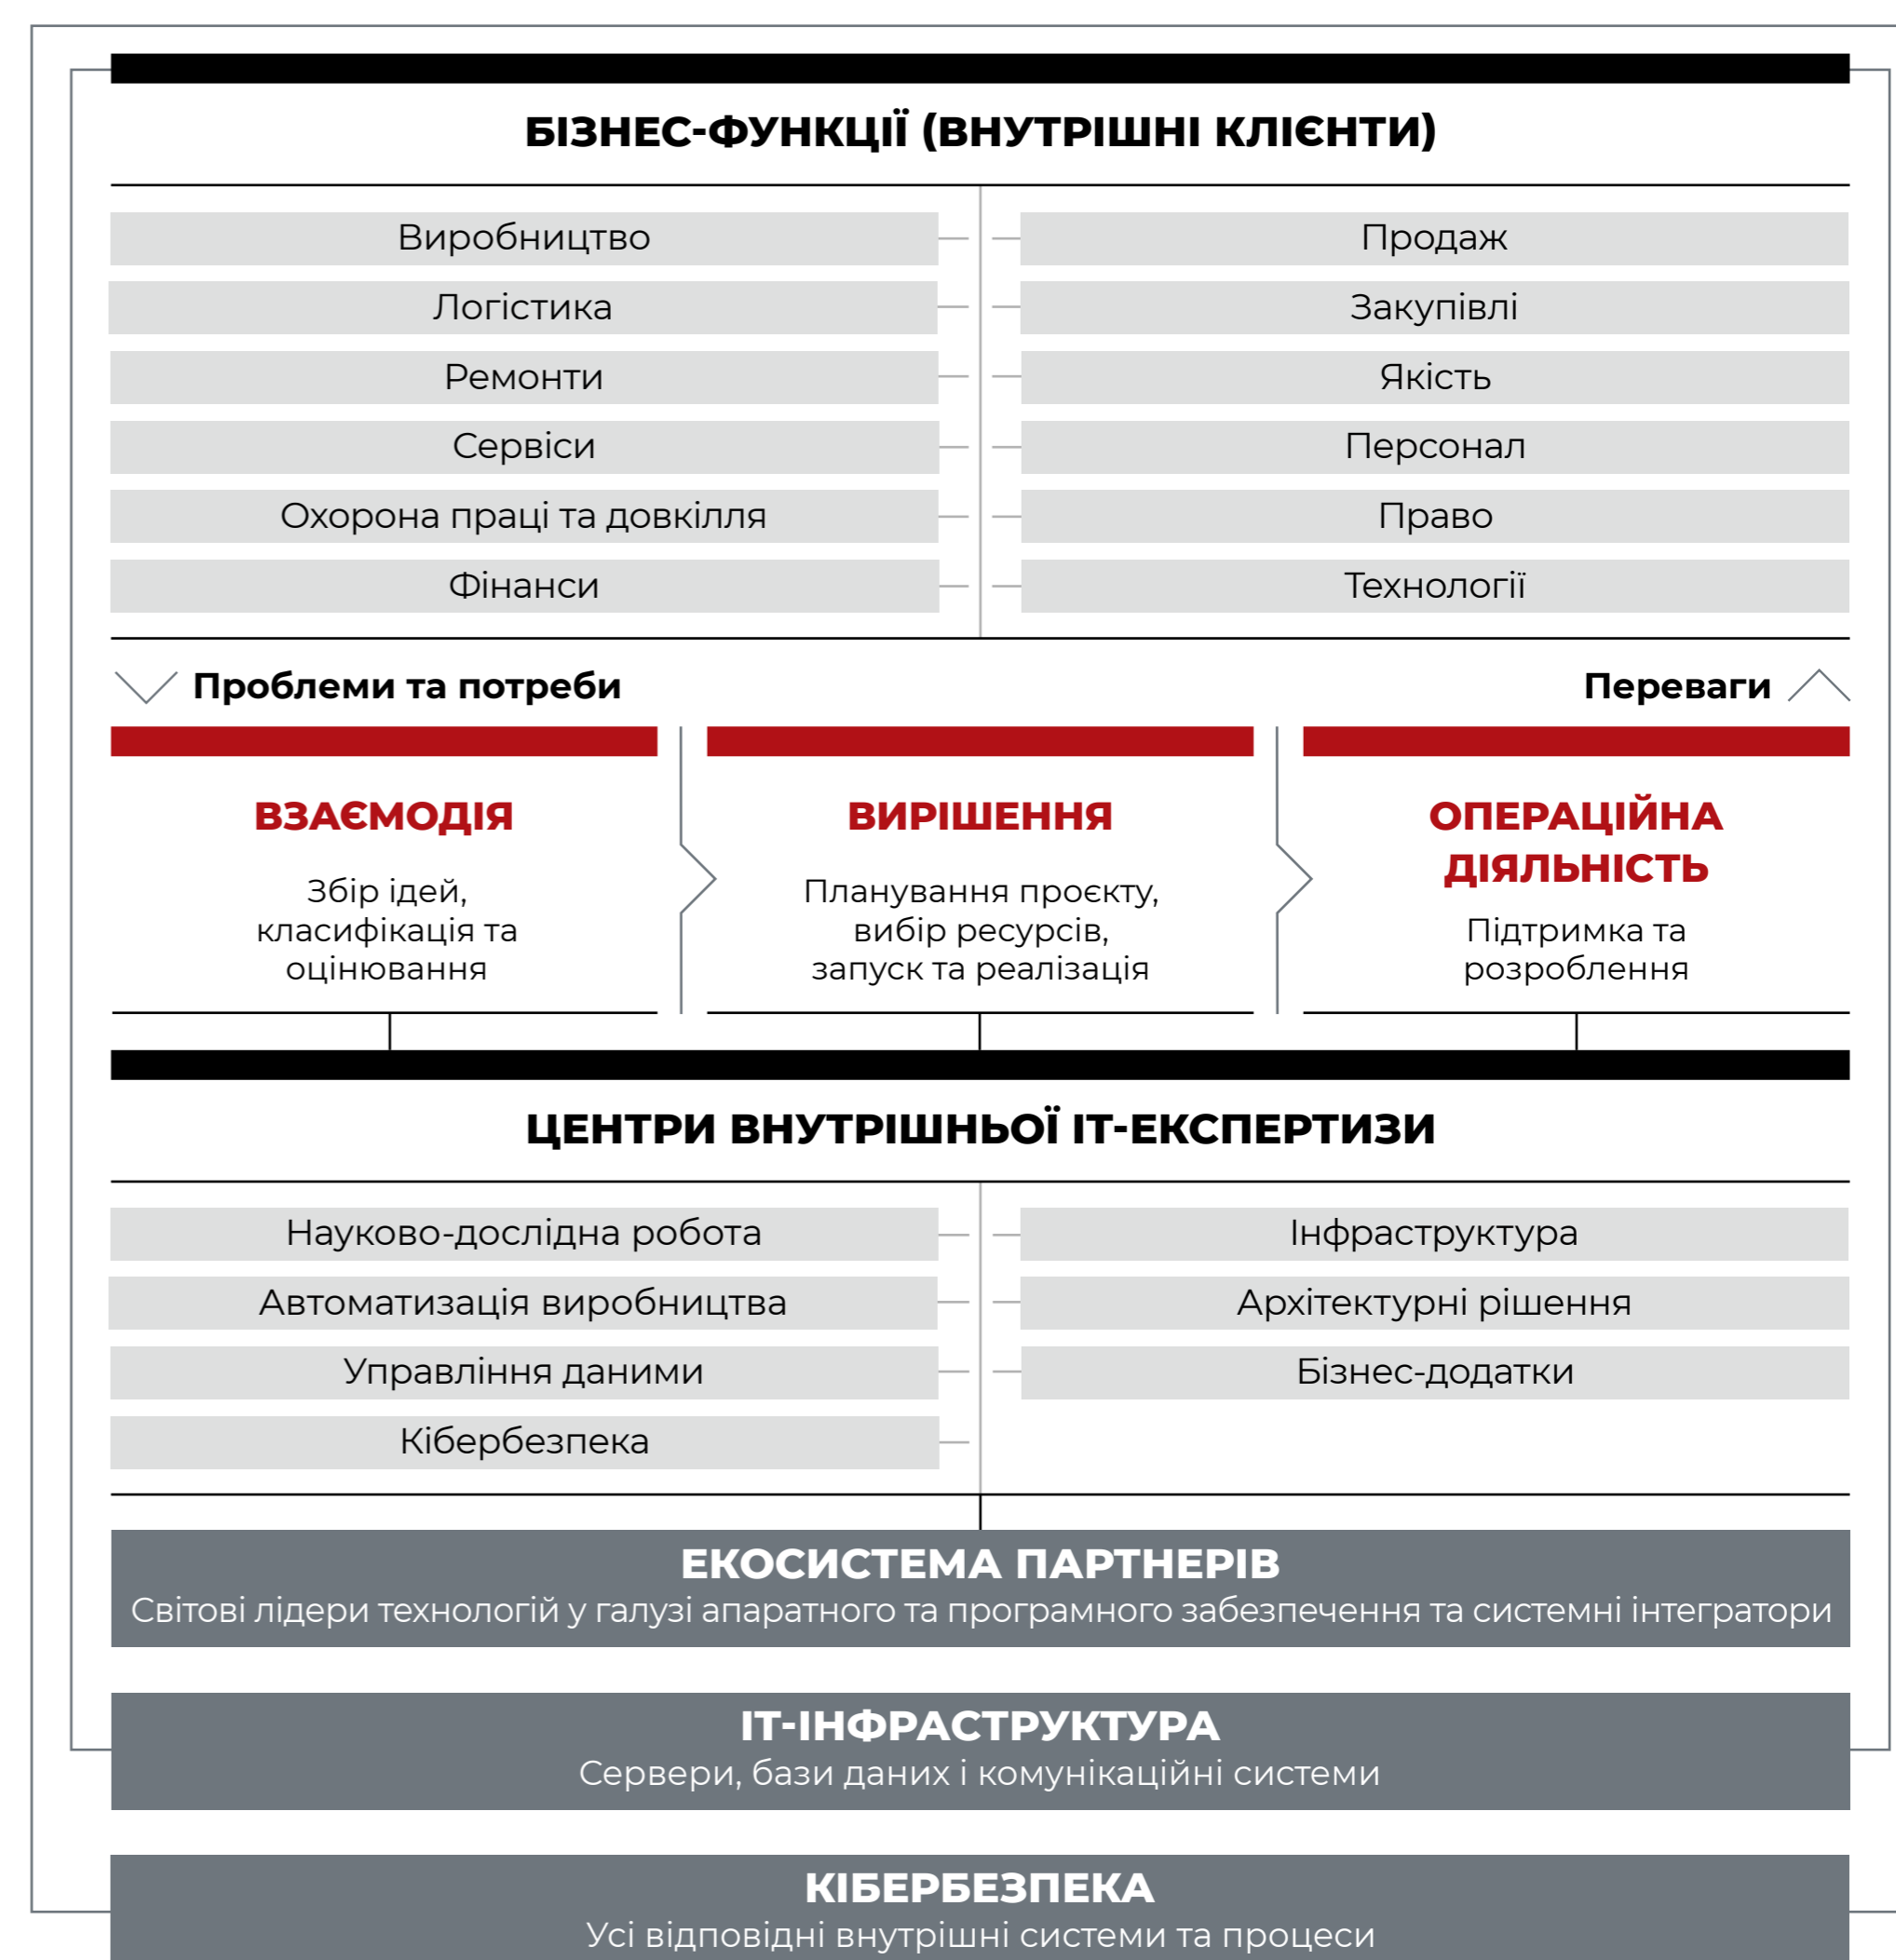 БІЗНЕС-ФУНКЦІЇ (ВНУТРІШНІ КЛІЄНТИ)
Виробництво
Продаж
Логістика
Закупівлі
Ремонти
Якість
Сервіси
Персонал
Охорона праці та довкілля
Право
Фінанси
Технології
Проблеми та потреби
Переваги
ВЗАЄМОДІЯ
Збір ідей,
класифікація та
оцінювання
ВИРІШЕННЯ
Планування проєкту,
вибір ресурсів,
запуск та реалізація
ОПЕРАЦІЙНА
ДІЯЛЬНІСТЬ
Підтримка та
розроблення
ЦЕНТРИ ВНУТРІШНЬОЇ ІТ-ЕКСПЕРТИЗИ
Науково-дослідна робота
Інфраструктура
Автоматизація виробництва
Архітектурні рішення
Управління даними
Бізнес-додатки
Кібербезпека
ЕКОСИСТЕМА ПАРТНЕРІВ
Світові лідери технологій у галузі апаратного та програмного забезпечення та системні інтегратори
ІТ-ІНФРАСТРУКТУРА
Сервери, бази даних і комунікаційні системи
КІБЕРБЕЗПЕКА
Усі відповідні внутрішні системи та процеси